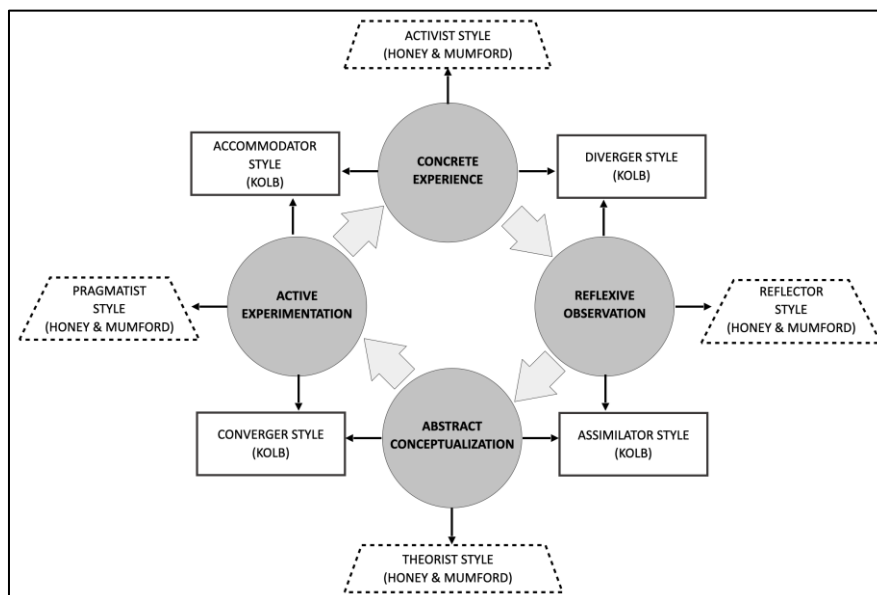 ACTIVIST STYLE
(HONEY & MUMFORD)
ACCOMMODATOR
STYLE
(KOLB)
CONCRETE
EXPERIENCE
DIVERGER STYLE
(KOLB)
PRAGMATIST
STYLE
(HONEY & MUMFORD)
ACTIVE
EXPERIMENTATION
REFLEXIVE
OBSERVATION
REFLECTOR
STYLE
(HONEY & MUMFORD)
CONVERGER STYLE
(KOLB)
ABSTRACT
CONCEPTUALIZATION
ASSIMILATOR STYLE
(KOLB)
THEORIST STYLE
(HONEY & MUMFORD)